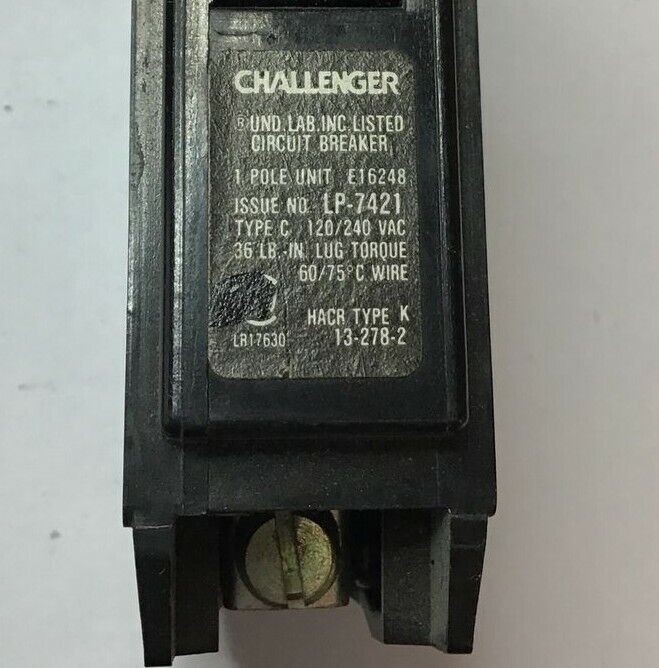 CHALLENGER
® UND. LAB. INC. LISTED
CIRCUIT BREAKER
1 POLE UNIT E16248
ISSUE NO. LP-7421
TYPE C 120/240 VAC
36 LB.-IN. LUG TORQUE
60/75°C WIRE
HACR TYPE K
LR17630 13-278-2